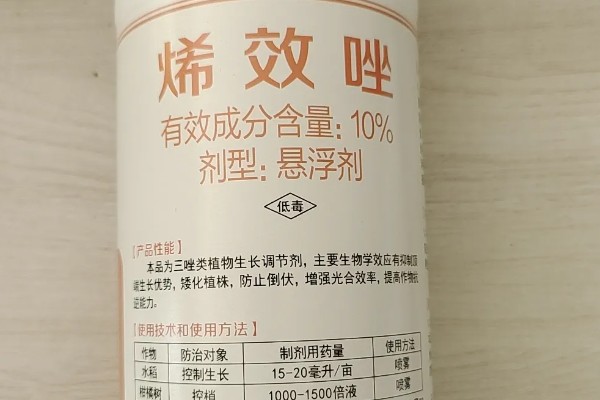 烯效唑
有效成分含量：10%
剂型：悬浮剂
低毒
【产品性能】
本品为三唑类植物生长调节剂，主要生物学效应有抑制顶
端生长优势，矮化植株，防止倒伏，增强光合效率，提高作物抗
逆能力。
【使用技术和使用方法】
作物 防治对象 制剂用药量 使用方法
水稻 控制生长 15-20毫升/亩 喷雾
柑橘树 控梢 1000-1500倍液 喷雾